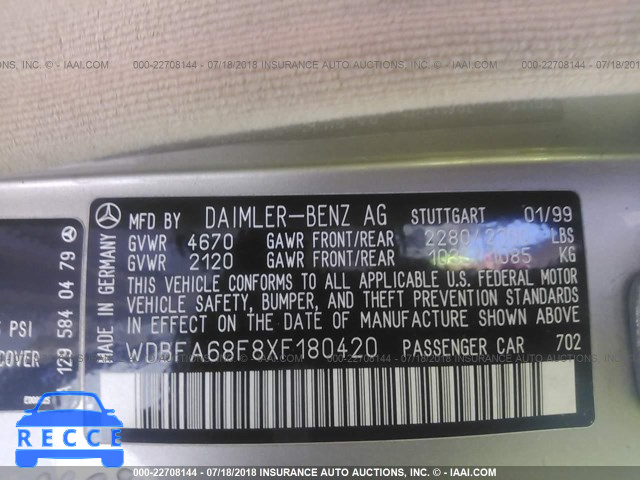 000-22708144 - 07/18/2018 INSURANCE AUTO AUCTIONS, INC. - © IAAI.COM
MADE IN GERMANY
MFD BY DAIMLER-BENZ AG STUTTGART 01/99
GVWR 4670 GAWR FRONT/REAR 2280/ LBS
GVWR 2120 GAWR FRONT/REAR 1085 KG
THIS VEHICLE CONFORMS TO ALL APPLICABLE U.S. FEDERAL MOTOR
VEHICLE SAFETY, BUMPER, AND THEFT PREVENTION STANDARDS
IN EFFECT ON THE DATE OF MANUFACTURE SHOWN ABOVE.
WDBFA68F8XF180420 PASSENGER CAR 702
A 129 584 04 79
PSI
COVER
RECCE
000-22708144 - 07/18/2018 INSURANCE AUTO AUCTIONS, INC. - © IAAI.COM